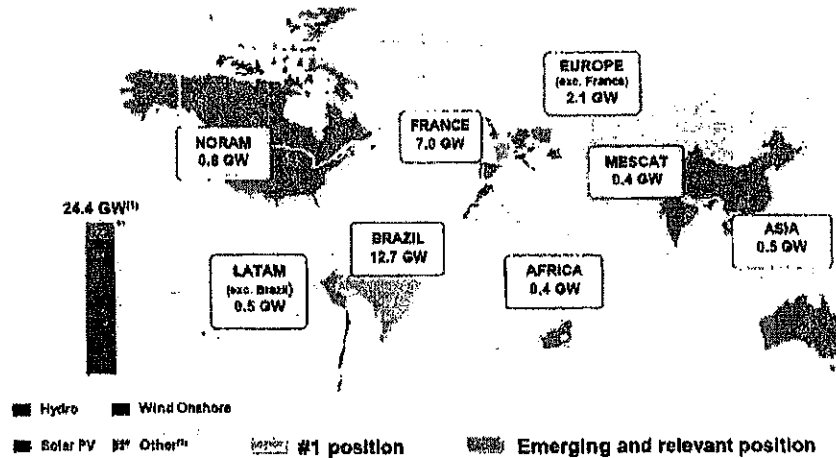 EUROPE
(exc. France)
2.1 GW
NORAM
0.8 GW
FRANCE
7.0 GW
MESCAT
0.4 GW
24.4 GW(1)
ASIA
0.5 GW
BRAZIL
12.7 GW
LATAM
(exc. Brazil)
0.5 GW
AFRICA
0.4 GW
Hydro
Wind Onshore
Solar PV
Other
#1 position
Emerging and relevant position